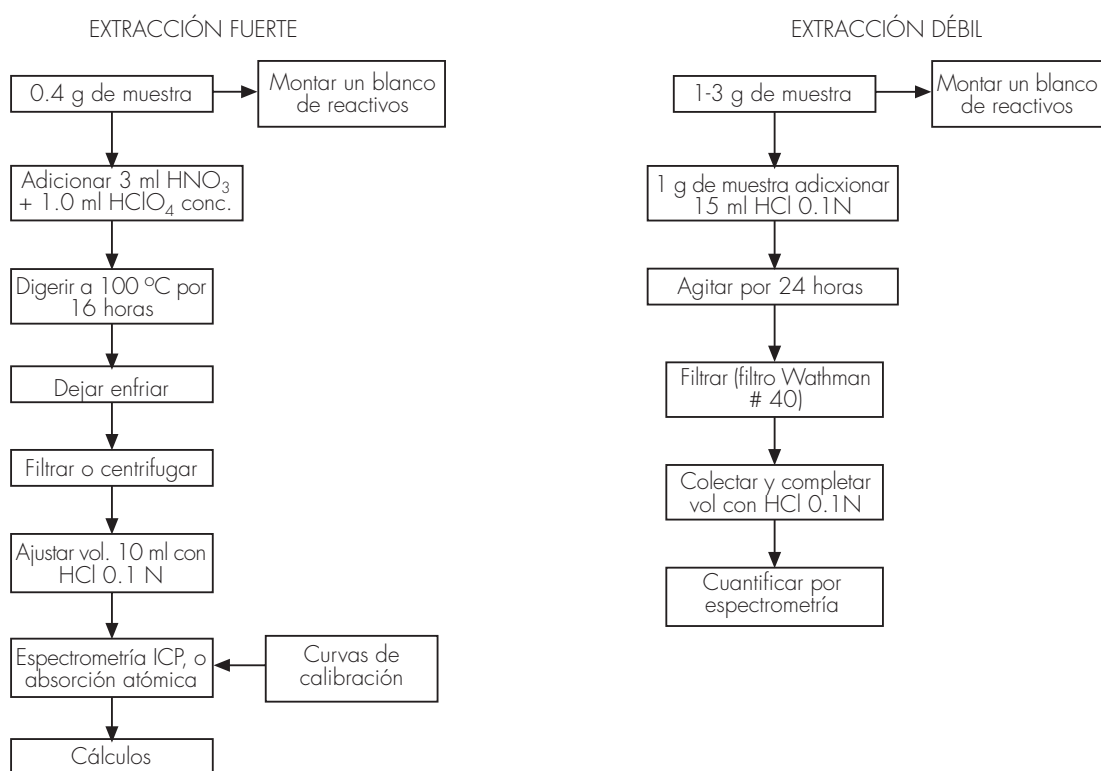 EXTRACCIÓN FUERTE
0.4 g de muestra
Montar un blanco
de reactivos
Adicionar 3 ml HNO₃
+ 1.0 ml HClO₄ conc.
Digerir a 100 ºC por
16 horas
Dejar enfriar
Filtrar o centrifugar
Ajustar vol. 10 ml con
HCl 0.1 N
Espectrometría ICP, o
absorción atómica
Curvas de
calibración
Cálculos
EXTRACCIÓN DÉBIL
1-3 g de muestra
Montar un blanco
de reactivos
1 g de muestra adicxionar
15 ml HCl 0.1N
Agitar por 24 horas
Filtrar (filtro Wathman
# 40)
Colectar y completar
vol con HCl 0.1N
Cuantificar por
espectrometría